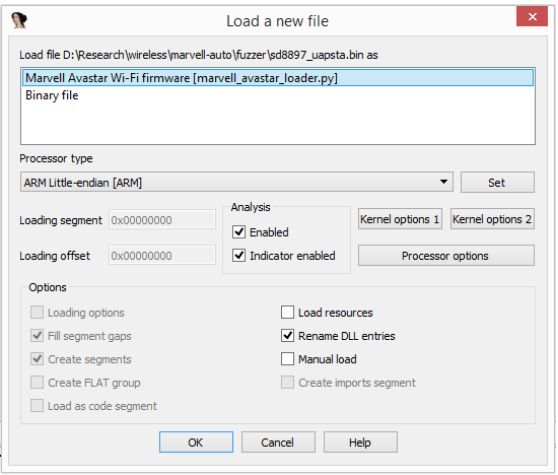 Load a new file
Load file D:\Research\wireless\marvell-auto\fuzzer\sd8897_uapsta.bin as
Marvell Avastar Wi-Fi firmware [marvell_avastar_loader.py]
Binary file
Processor type
ARM Little-endian [ARM]
Set
Loading segment 0x00000000
Loading offset 0x00000000
Analysis
Enabled
Indicator enabled
Kernel options 1 Kernel options 2
Processor options
Options
Loading options
Fill segment gaps
Create segments
Create FLAT group
Load as code segment
Load resources
Rename DLL entries
Manual load
Create imports segment
OK Cancel Help